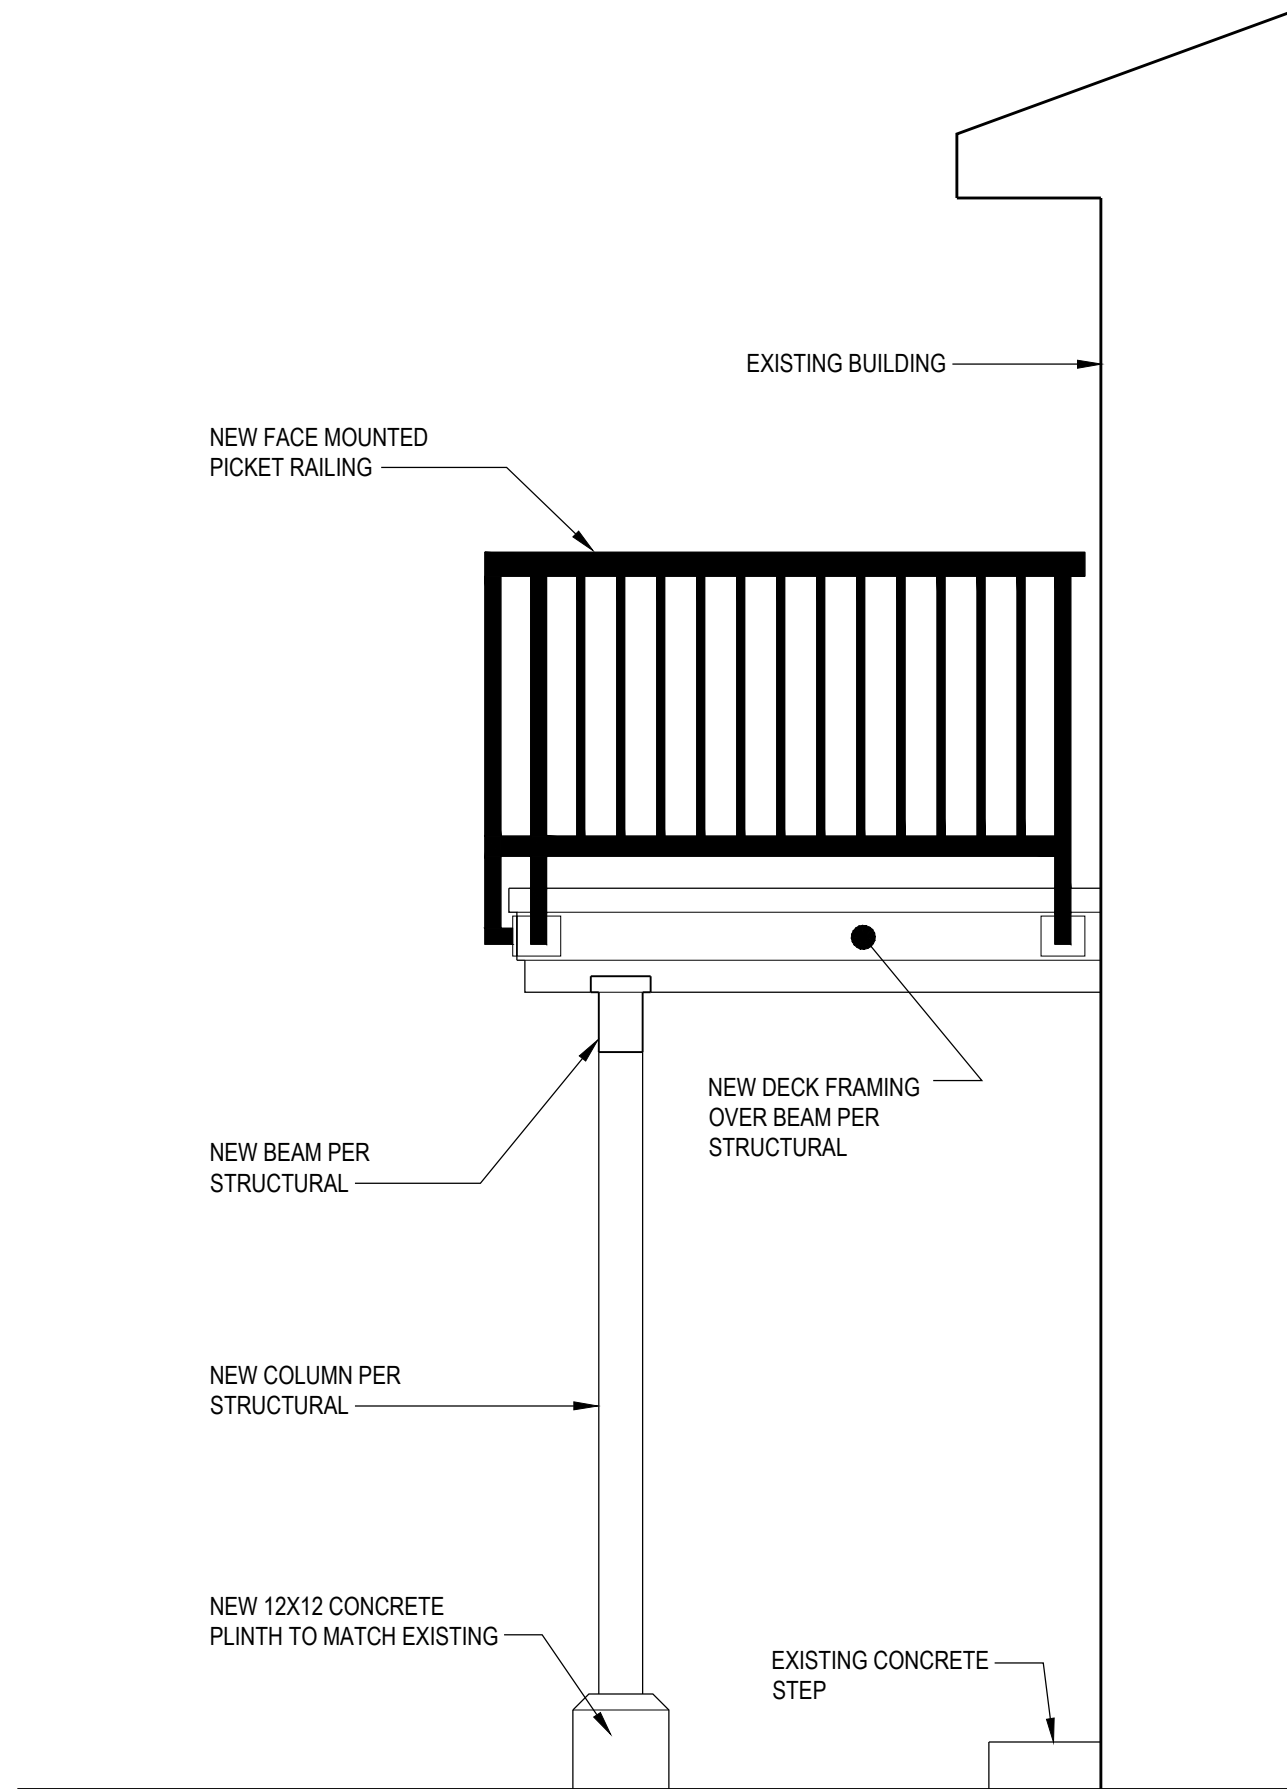 EXISTING BUILDING
NEW FACE MOUNTED
PICKET RAILING
NEW DECK FRAMING
OVER BEAM PER
STRUCTURAL
NEW BEAM PER
STRUCTURAL
NEW COLUMN PER
STRUCTURAL
NEW 12X12 CONCRETE
PLINTH TO MATCH EXISTING
EXISTING CONCRETE
STEP